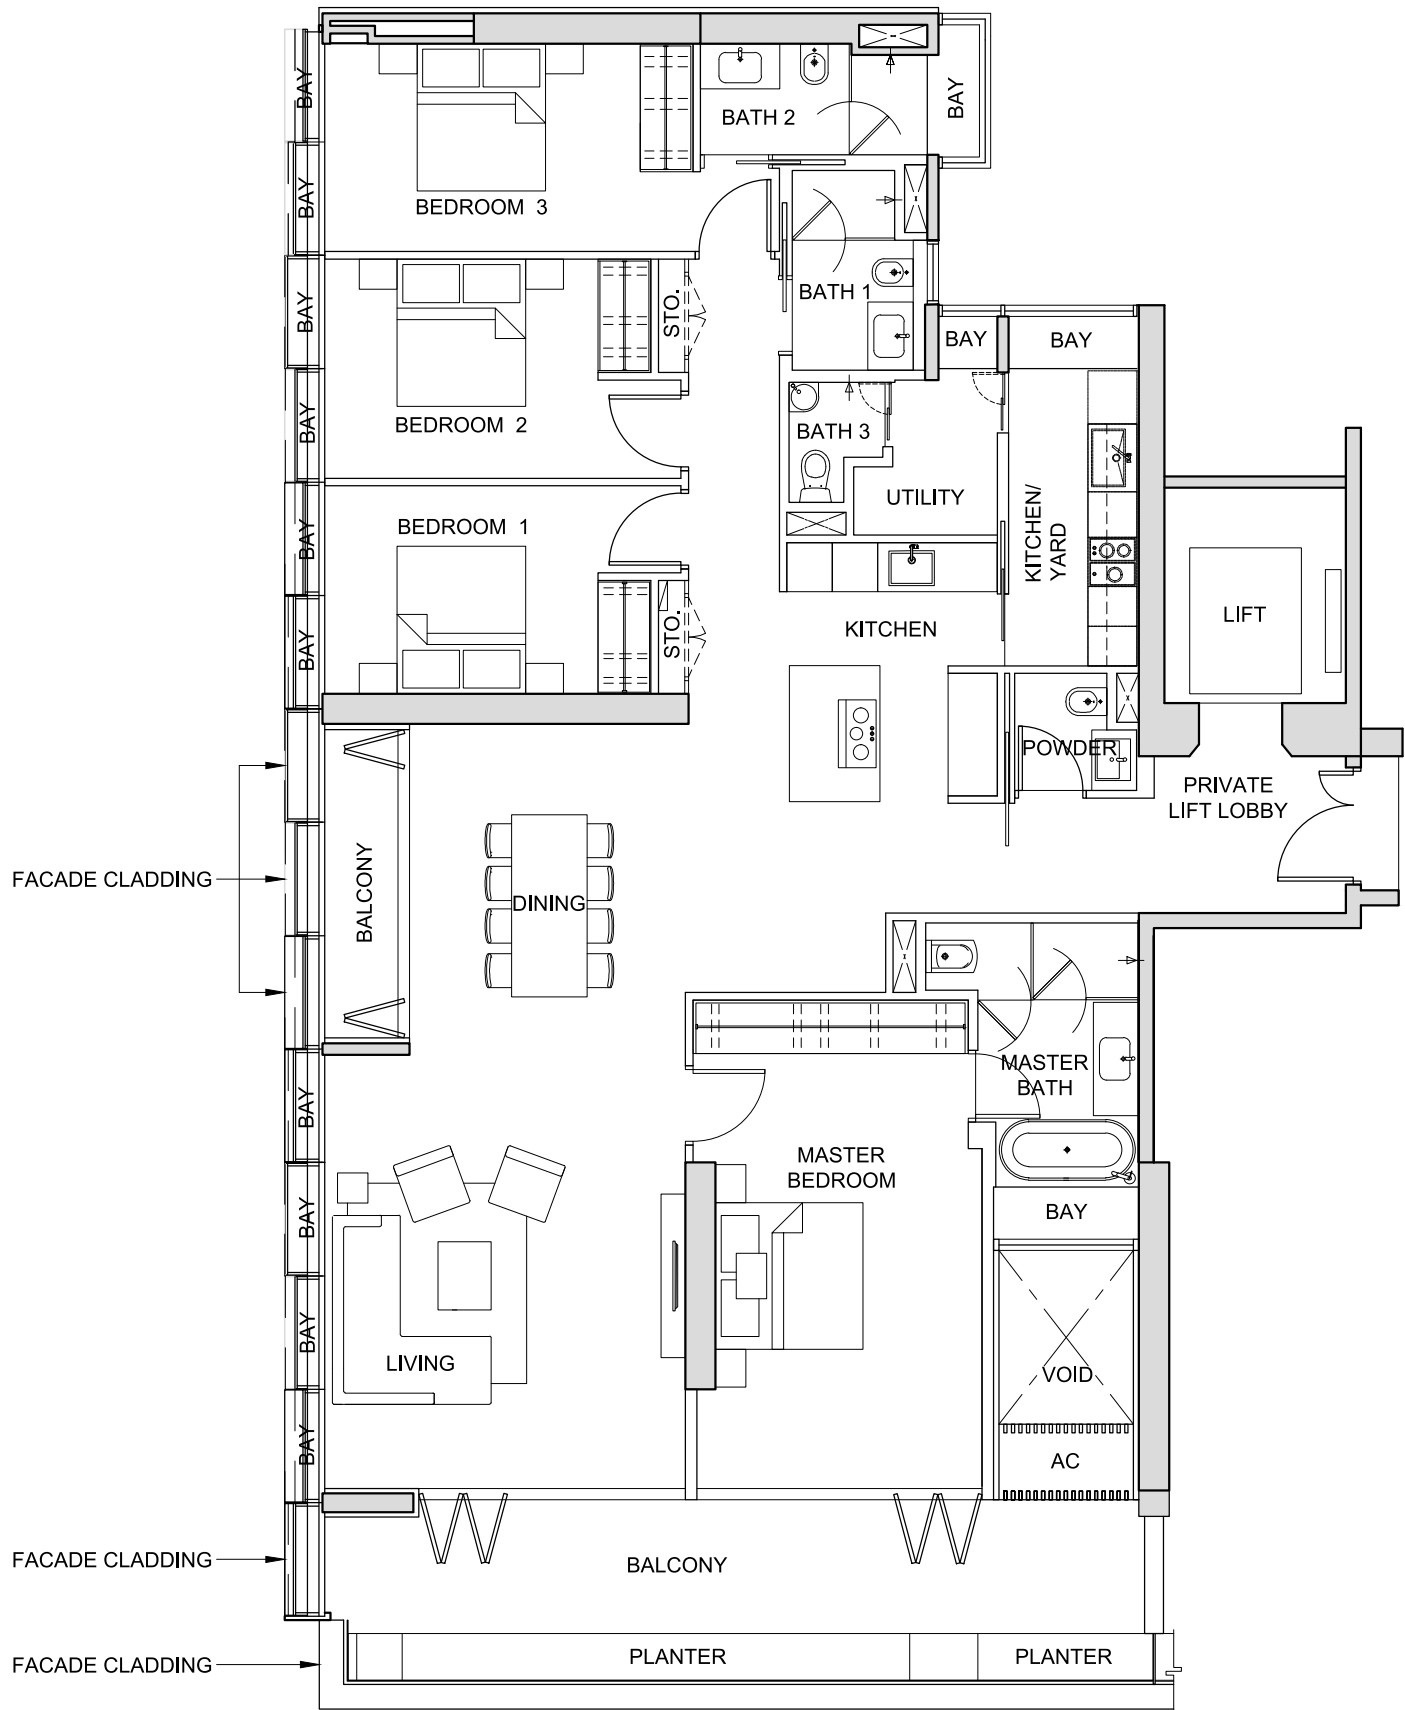 BAY
BATH 2
BAY
BAY
BEDROOM 3
BATH 1
BAY
STO.
BAY
BAY
BEDROOM 2
BAY
BATH 3
UTILITY
BEDROOM 1
BAY
KITCHEN/
YARD
LIFT
KITCHEN
STO.
BAY
POWDER
PRIVATE
LIFT LOBBY
FACADE CLADDING
BALCONY
DINING
MASTER
BATH
BAY
MASTER
BEDROOM
BAY
BAY
BAY
LIVING
VOID
BAY
AC
FACADE CLADDING
BALCONY
PLANTER
PLANTER
FACADE CLADDING